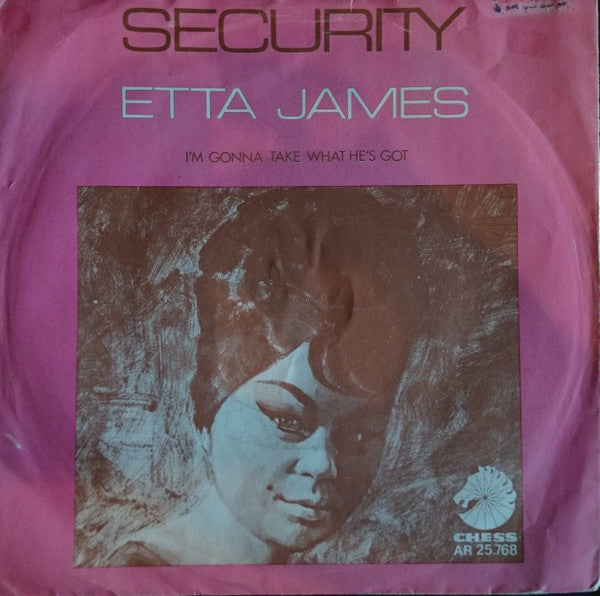 SECURITY
ETTA JAMES
I'M GONNA TAKE WHAT HE'S GOT
CHESS
AR 25.768